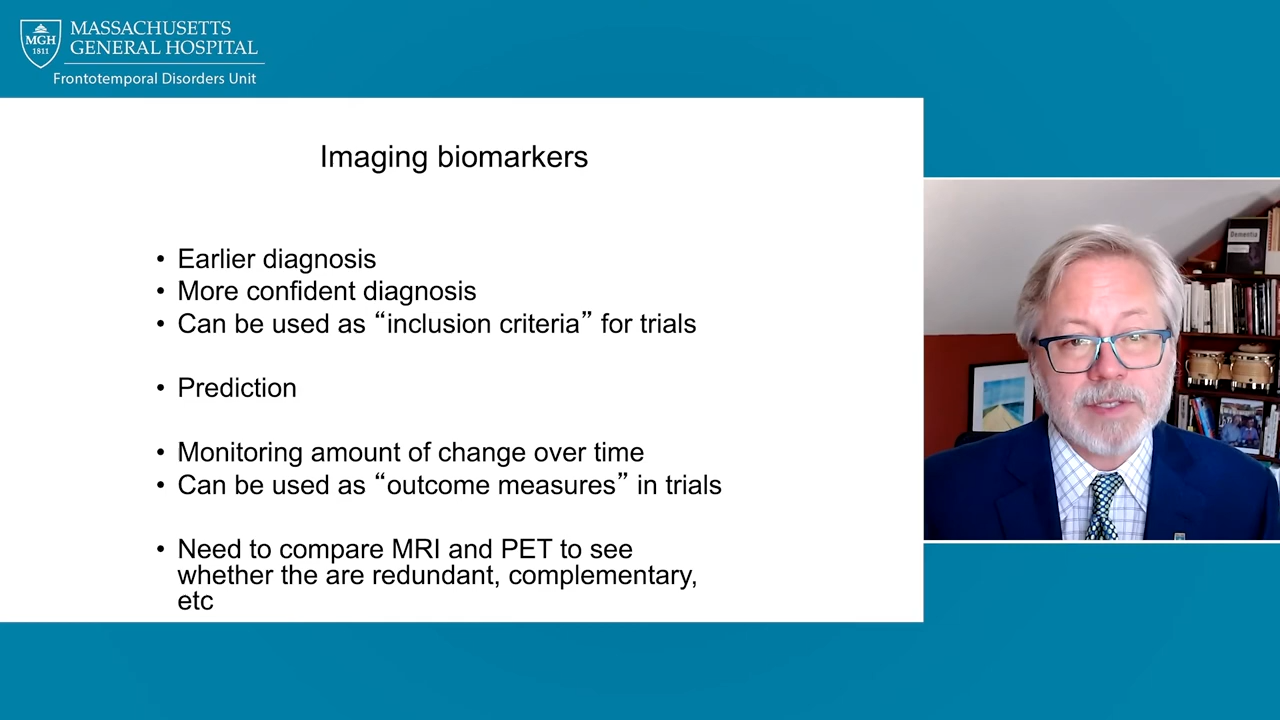 MGH
1811
MASSACHUSETTS
GENERAL HOSPITAL
Frontotemporal Disorders Unit
Imaging biomarkers
• Earlier diagnosis
• More confident diagnosis
• Can be used as “inclusion criteria” for trials
• Prediction
• Monitoring amount of change over time
• Can be used as “outcome measures” in trials
• Need to compare MRI and PET to see
whether the are redundant, complementary,
etc
Dementia